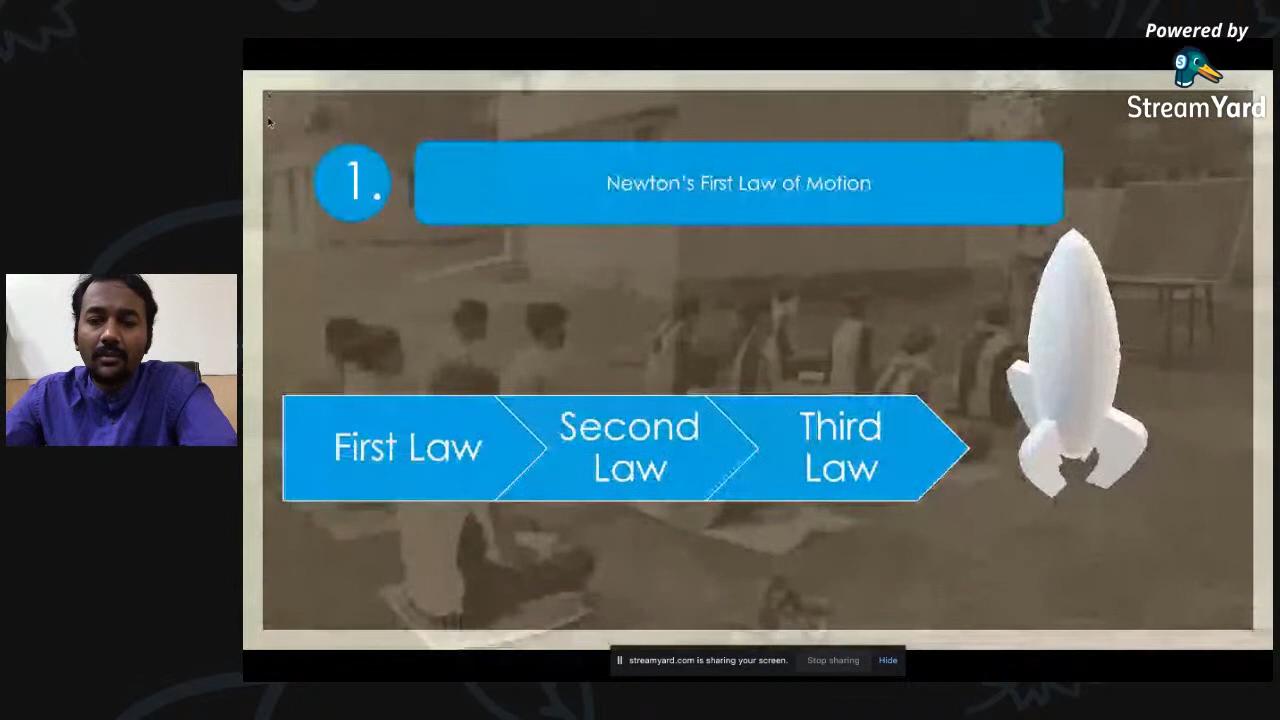 Powered by
StreamYard
1.
Newton's First Law of Motion
First Law
Second
Law
Third
Law
streamyard.com is sharing your screen.
Stop sharing
Hide